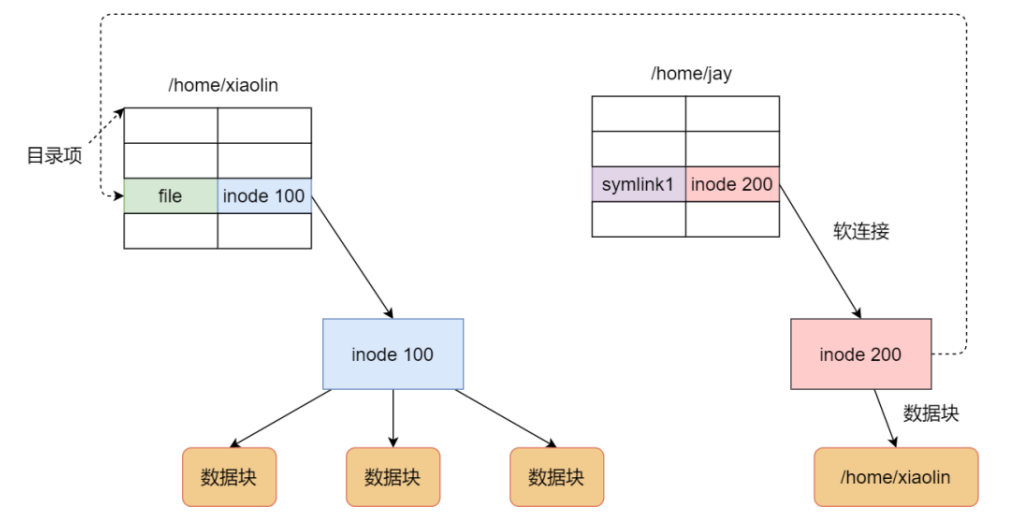 /home/xiaolin
/home/jay
目录项
file
inode 100
symlink1
inode 200
软连接
inode 100
inode 200
数据块
数据块
数据块
数据块
/home/xiaolin